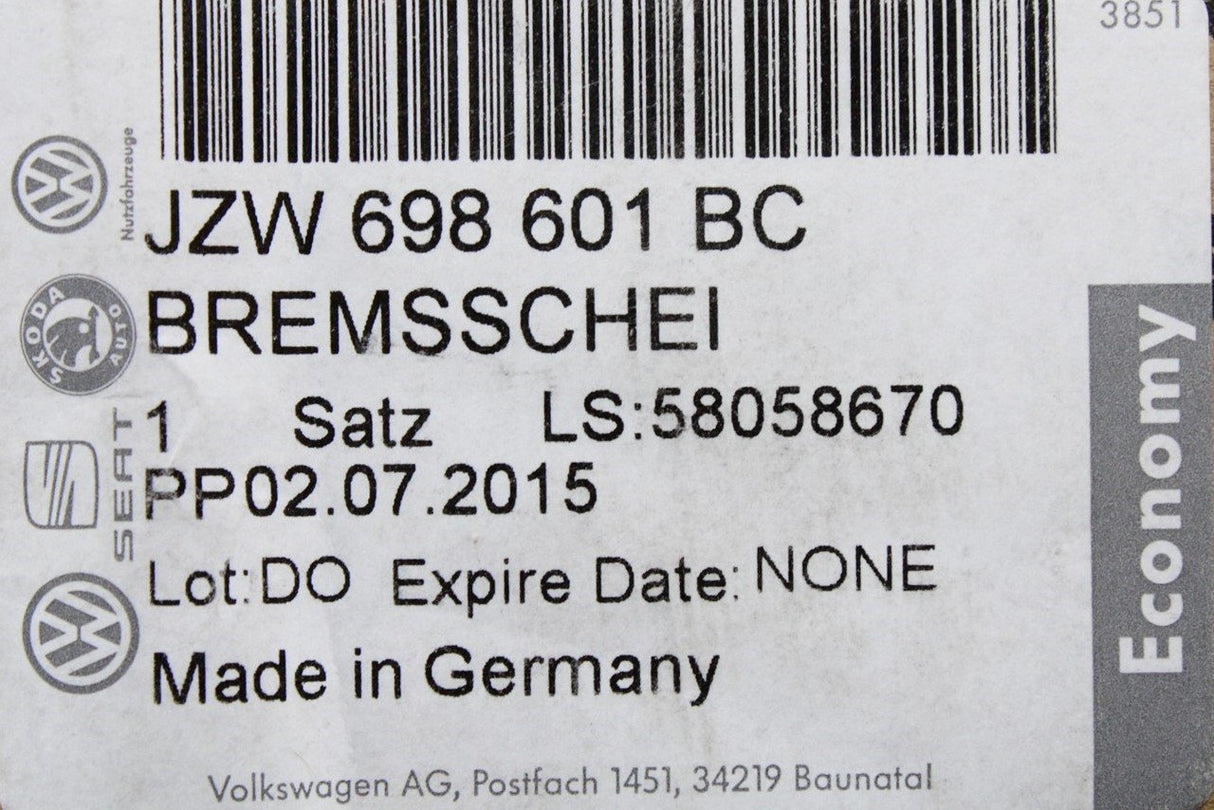 3851
Nutzfahrzeuge
JZW 698 601 BC
SKODA AUTO
BREMSSCHEI
1 Satz LS:58058670
SEAT
PP02.07.2015
Lot:DO Expire Date:NONE
Made in Germany
Economy
Volkswagen AG, Postfach 1451, 34219 Baunatal